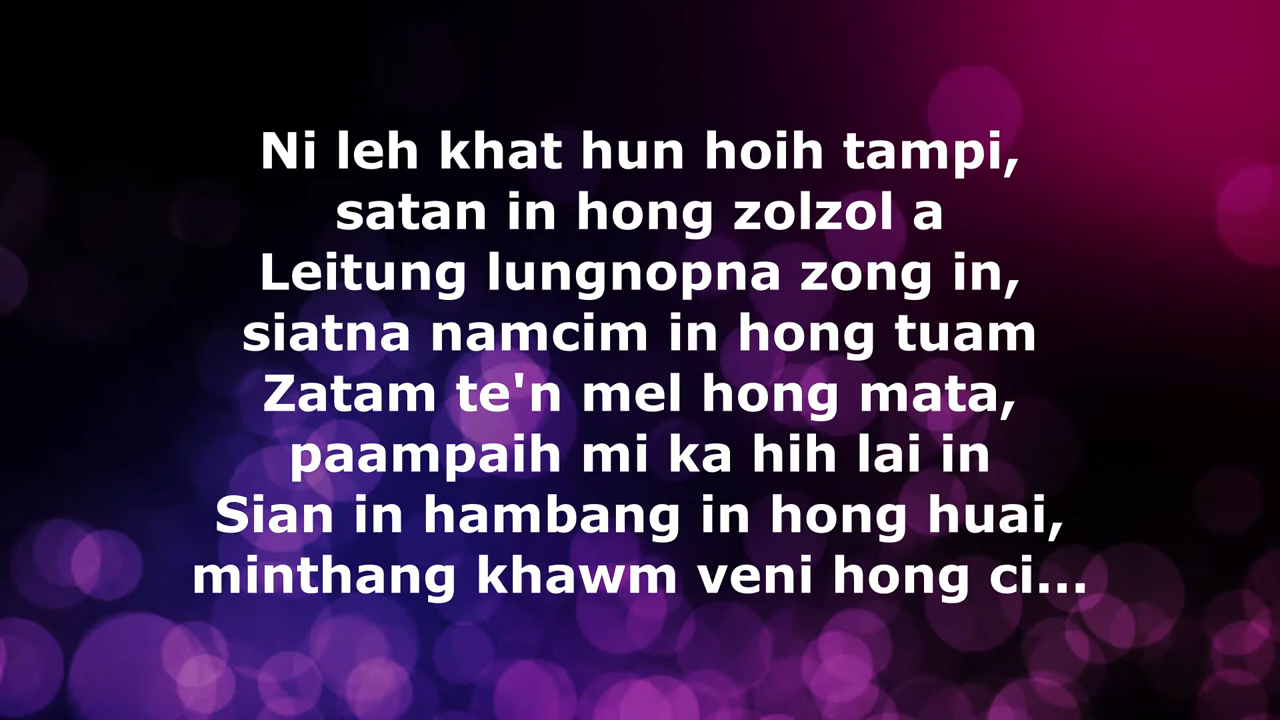 Ni leh khat hun hoih tampi,
satan in hong zolzol a
Leitung lungnopna zong in,
siatna namcim in hong tuam
Zatam te'n mel hong mata,
paampaih mi ka hih lai in
Sian in hambang in hong huai,
minthang khawm veni hong ci...